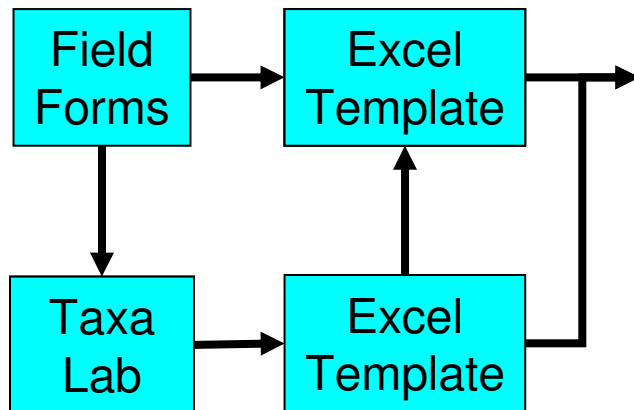 Field
Forms
Excel
Template
Taxa
Lab
Excel
Template